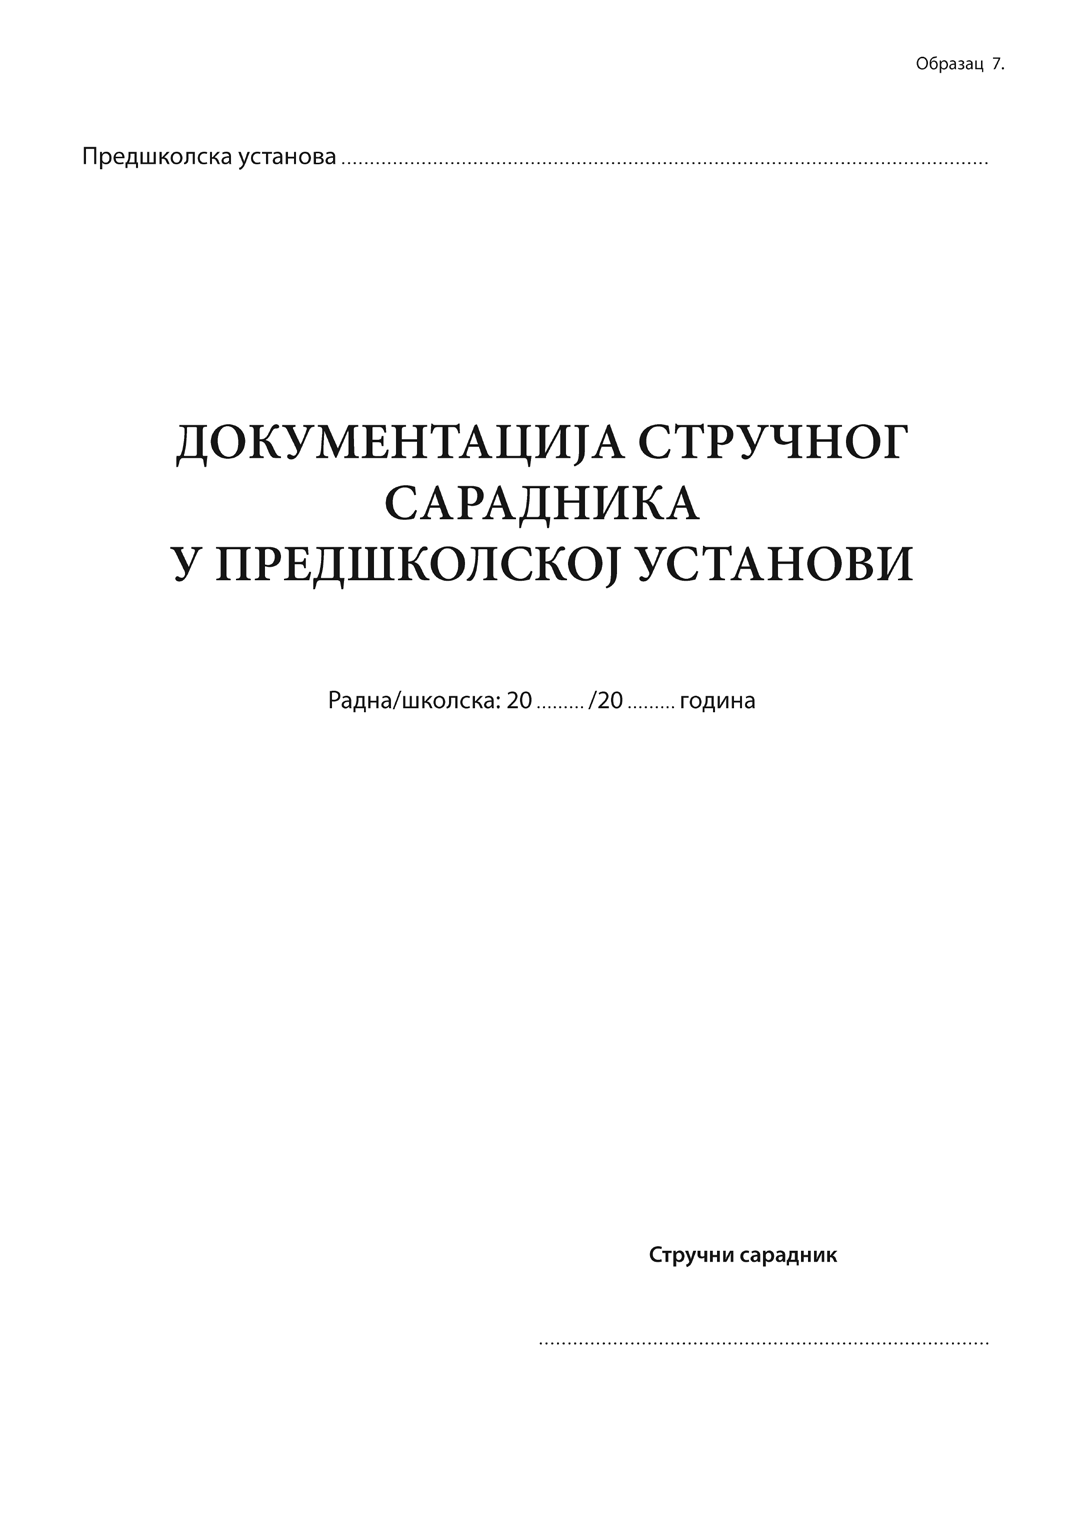 Образац 7.
Предшколска установа ..............................................................................................................
ДОКУМЕНТАЦИЈА СТРУЧНОГ
САРАДНИКА
У ПРЕДШКОЛСКОЈ УСТАНОВИ
Радна/школска: 20 ......... /20 ......... година
Стручни сарадник
................................................................................